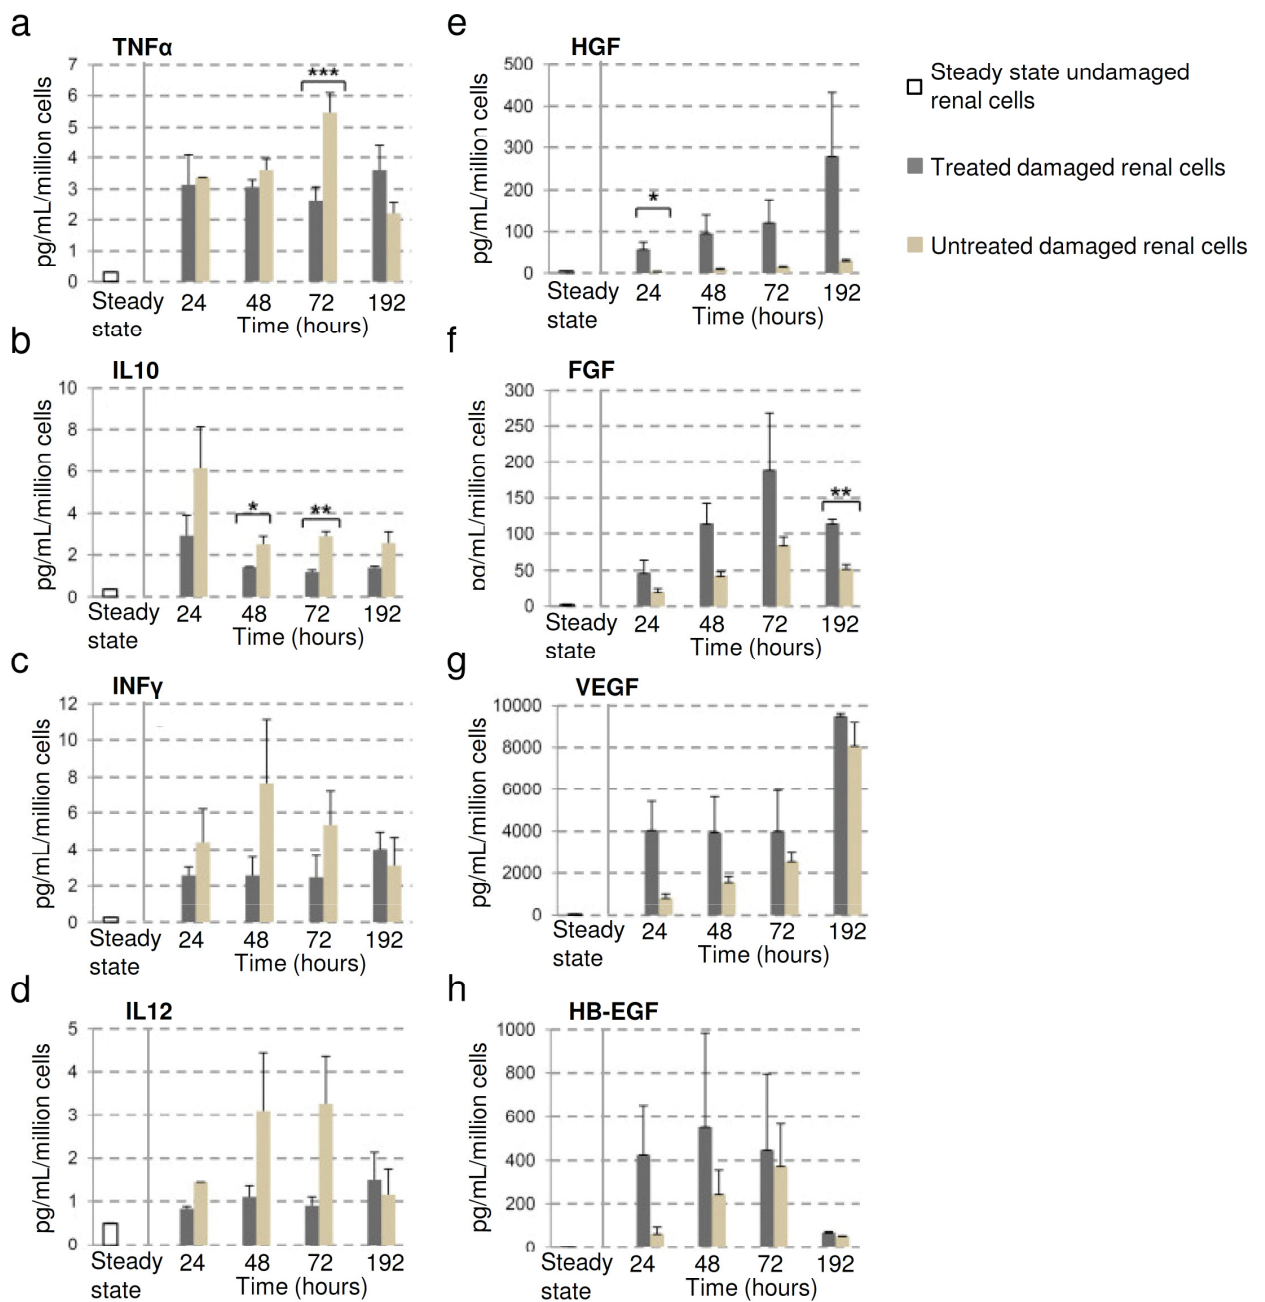 a
TNFα
pg/mL/million cells
7
6
5
4
3
2
1
0
***
Steady state
24
48
72
192
Time (hours)
b
IL10
pg/mL/million cells
10
8
6
4
2
0
*
**
Steady state
24
48
72
192
Time (hours)
c
INFγ
pg/mL/million cells
12
10
8
6
4
2
0
Steady state
24
48
72
192
Time (hours)
d
IL12
pg/mL/million cells
5
4
3
2
1
0
Steady state
24
48
72
192
Time (hours)
e
HGF
pg/mL/million cells
500
400
300
200
100
0
*
Steady state
24
48
72
192
Time (hours)
f
FGF
pg/mL/million cells
300
250
200
150
100
50
0
**
Steady state
24
48
72
192
Time (hours)
g
VEGF
pg/mL/million cells
10000
8000
6000
4000
2000
0
Steady state
24
48
72
192
Time (hours)
h
HB-EGF
pg/mL/million cells
1000
800
600
400
200
0
Steady state
24
48
72
192
Time (hours)
Steady state undamaged
renal cells
Treated damaged renal cells
Untreated damaged renal cells